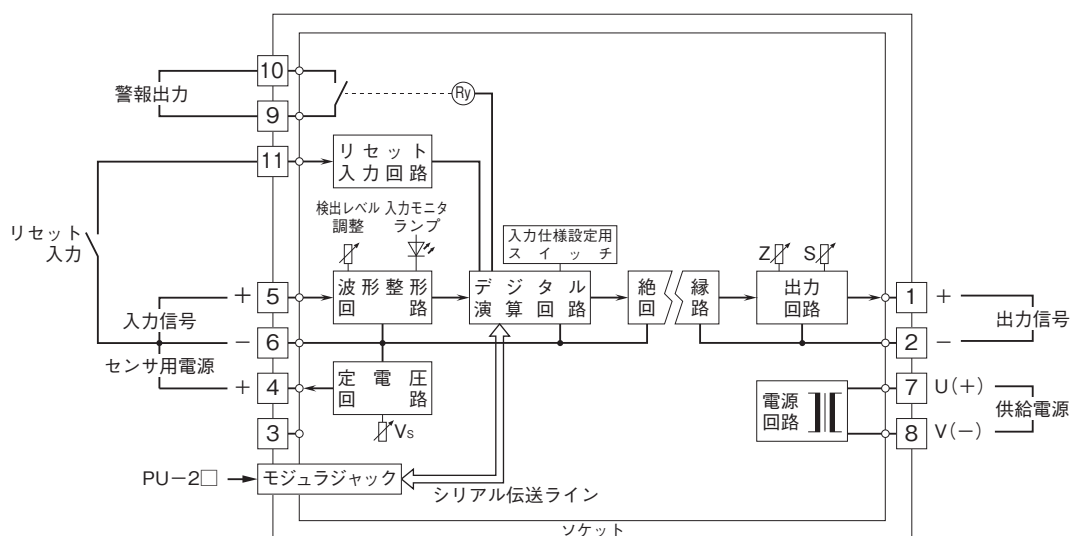 10
警報出力
9
Ry
11
リセット
入力回路
検出レベル
調整
入力モニタ
ランプ
入力仕様設定用
スイッチ
リセット
入力
Z
S
+
5
波形整形
回路
デジタル
演算回路
絶縁
回路
出力
回路
1
+
入力信号
出力信号
−
6
2
−
センサ用電源
+
4
定電圧
回路
電源
回路
7
U(+)
供給電源
3
Vs
8
V(−)
PU−2□
モジュラジャック
シリアル伝送ライン
ソケット